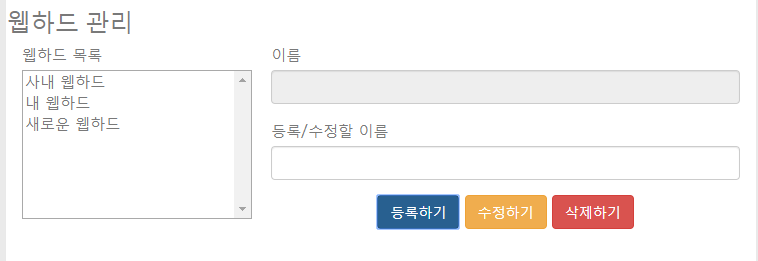 웹하드 관리
웹하드 목록
사내 웹하드
내 웹하드
새로운 웹하드
이름
등록/수정할 이름
등록하기 수정하기 삭제하기